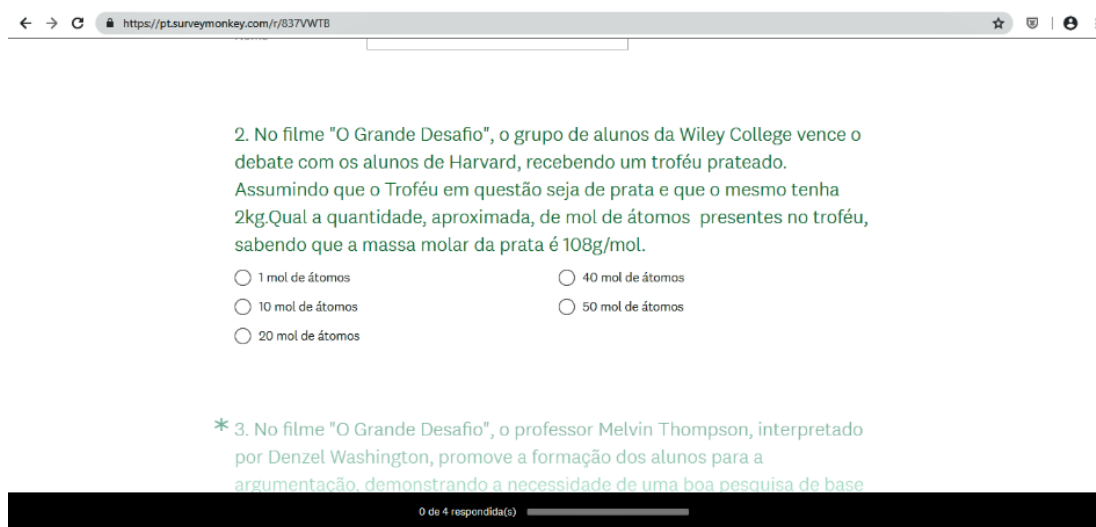 https://pt.surveymonkey.com/r/837VWTB
2. No filme "O Grande Desafio", o grupo de alunos da Wiley College vence o
debate com os alunos de Harvard, recebendo um troféu prateado.
Assumindo que o Troféu em questão seja de prata e que o mesmo tenha
2kg.Qual a quantidade, aproximada, de mol de átomos presentes no troféu,
sabendo que a massa molar da prata é 108g/mol.
1 mol de átomos
40 mol de átomos
10 mol de átomos
50 mol de átomos
20 mol de átomos
* 3. No filme "O Grande Desafio", o professor Melvin Thompson, interpretado
por Denzel Washington, promove a formação dos alunos para a
argumentação, demonstrando a necessidade de uma boa pesquisa de base
0 de 4 respondida(s)